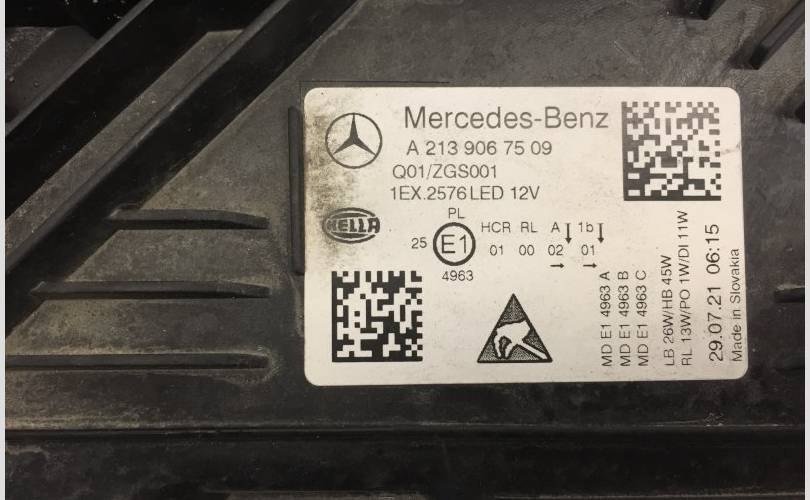 Mercedes-Benz
A 213 906 75 09
Q01/ZGS001
1EX.2576 LED 12V
HELLA
PL
25 E1
4963
HCR RL A 1b
01 00 02 01
MD E1 4963 A
MD E1 4963 B
MD E1 4963 C
LB 26W/HB 45W
RL 13W/PO 1W/DI 11W
29.07.21 06:15
Made in Slovakia